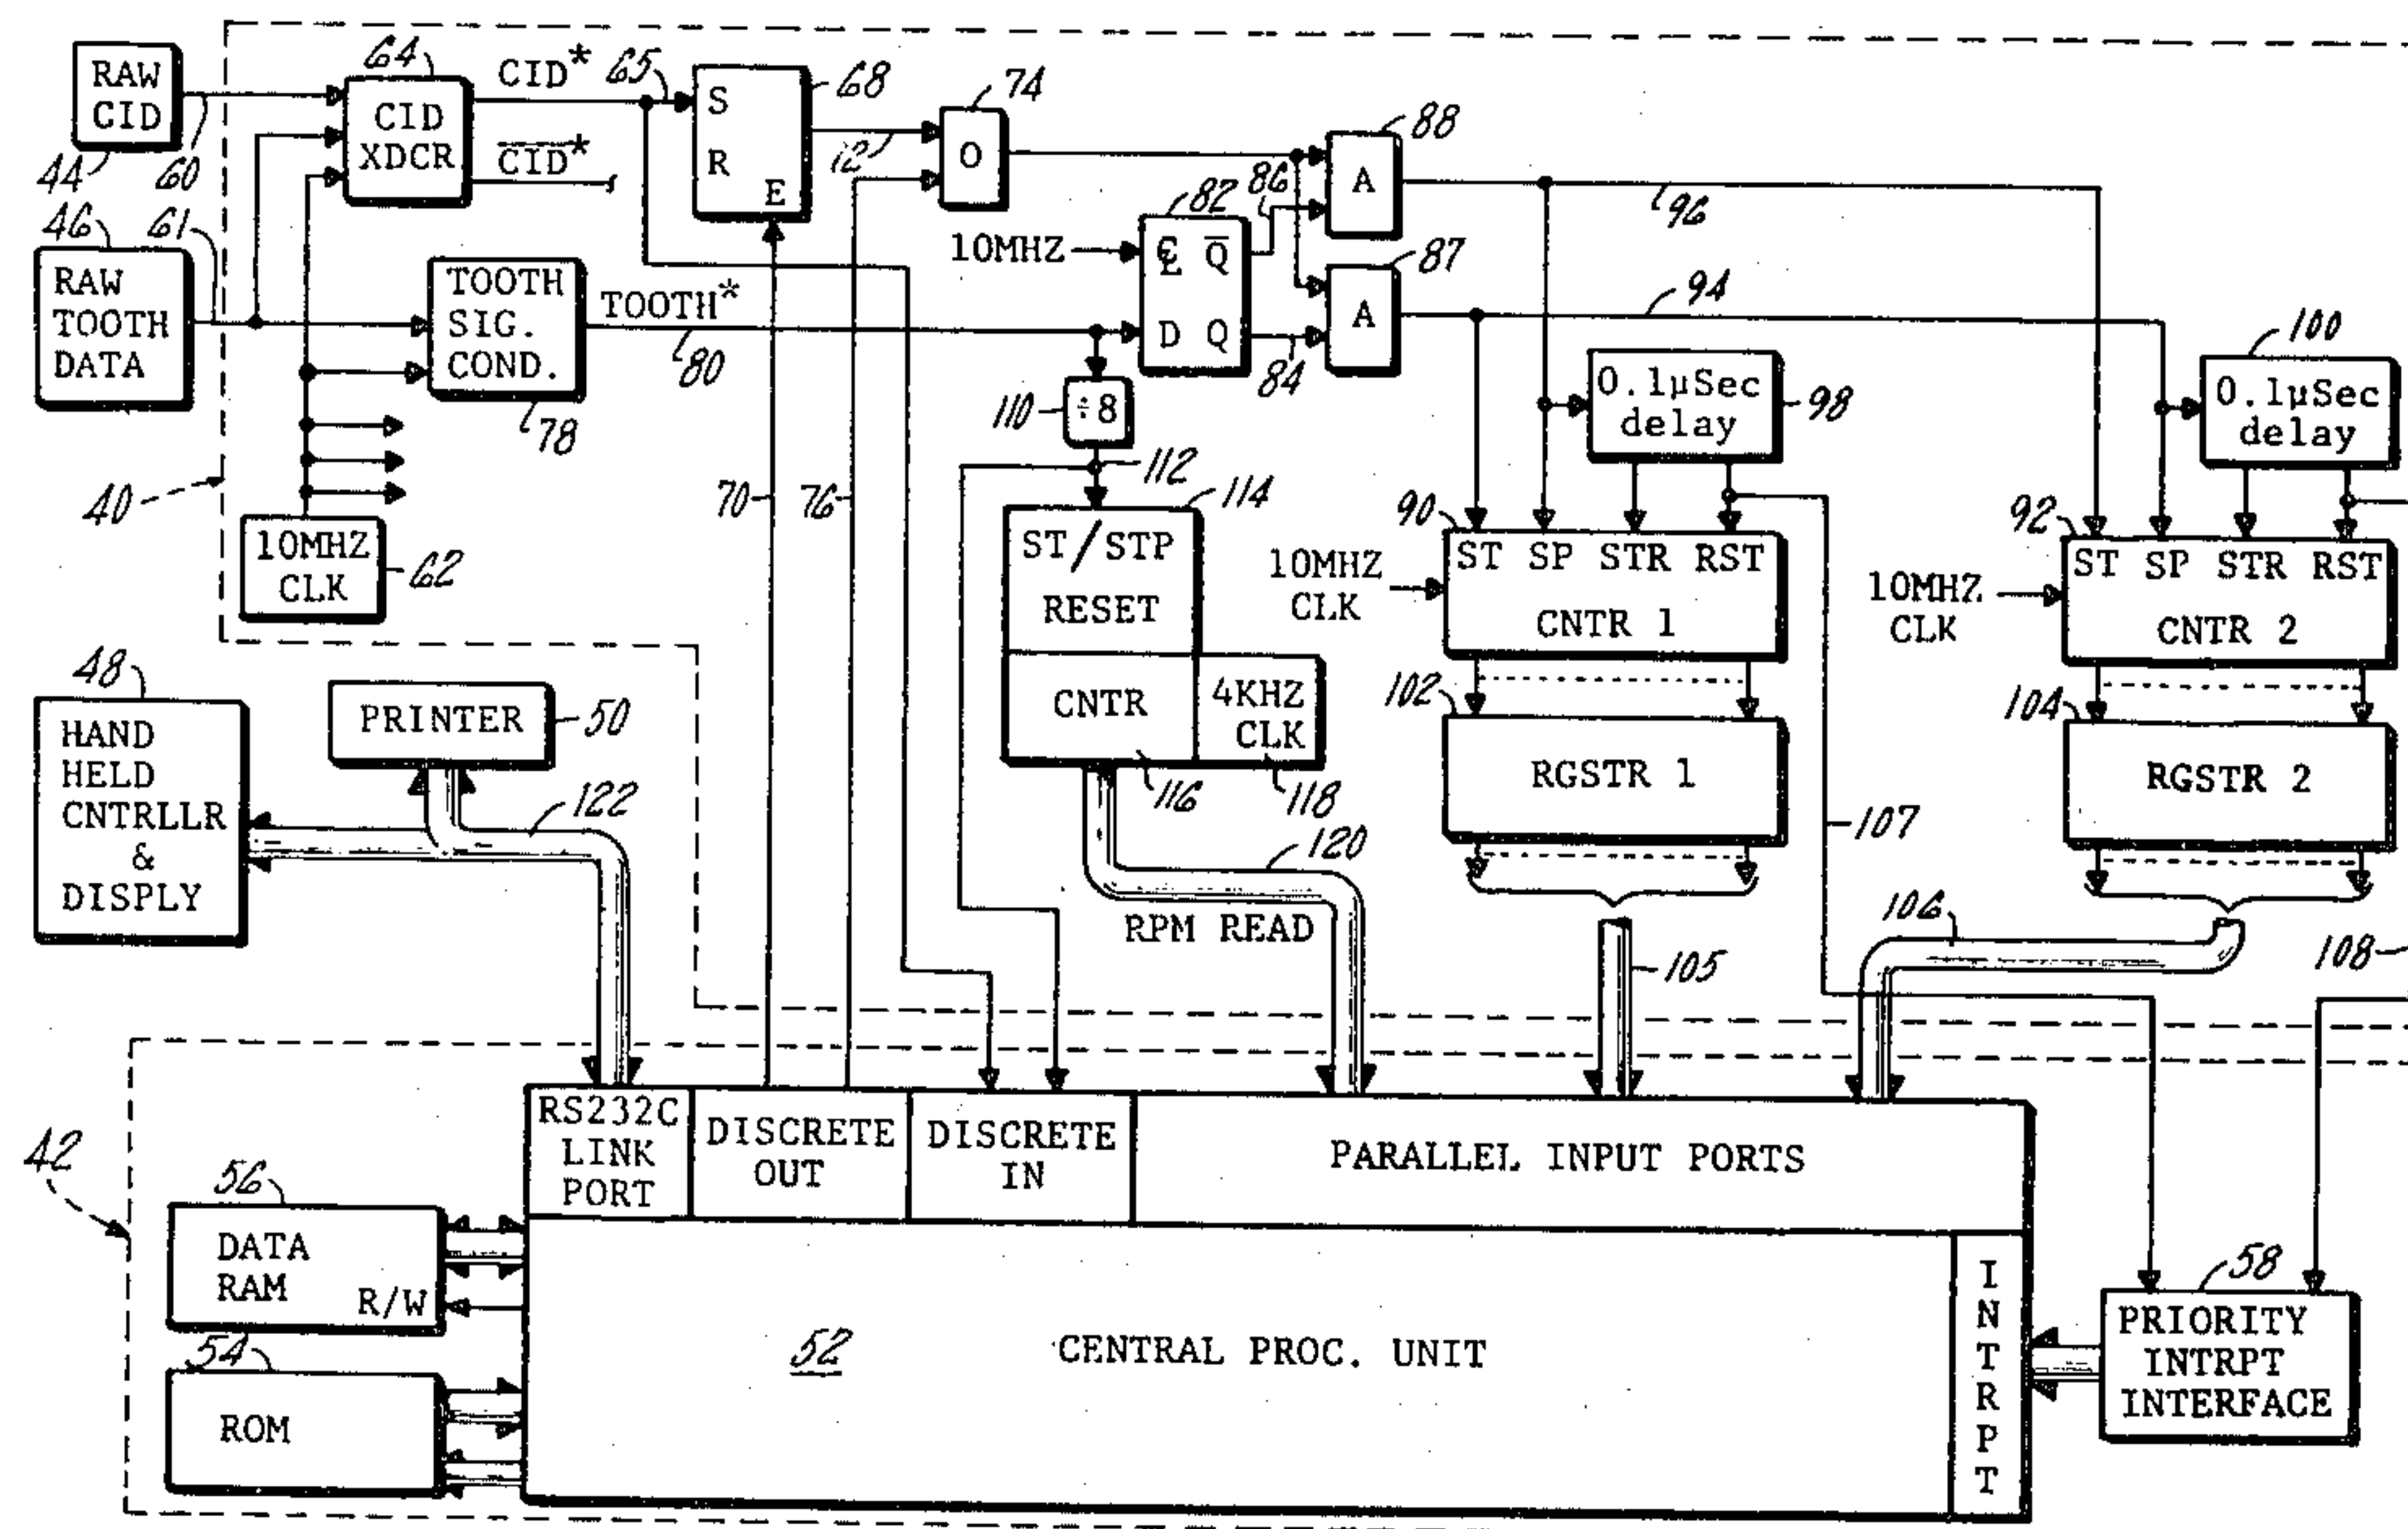 RAW
CID
44
60
64
CID
XDCR
CID*
65
CID*
S
R
E
68
72
74
O
88
A
86
96
46
61
RAW
TOOTH
DATA
TOOTH
SIG.
COND.
78
TOOTH*
80
10MHZ
82
Q
D Q
84
87
A
94
110
÷8
112
0.1µSec
delay
98
100
0.1µSec
delay
40
10MHZ
CLK
62
70
76
114
ST/STP
RESET
CNTR
116
4KHZ
CLK
118
10MHZ
CLK
90
ST SP STR RST
CNTR 1
10MHZ
CLK
92
ST SP STR RST
CNTR 2
48
HAND
HELD
CNTRLLR
&
DISPLY
PRINTER
50
122
102
RGSTR 1
104
RGSTR 2
107
120
RPM READ
105
106
108
42
RS232C
LINK
PORT
DISCRETE
OUT
DISCRETE
IN
PARALLEL INPUT PORTS
56
DATA
RAM
R/W
54
ROM
52
CENTRAL PROC. UNIT
INTRPT
58
PRIORITY
INTRPT
INTERFACE